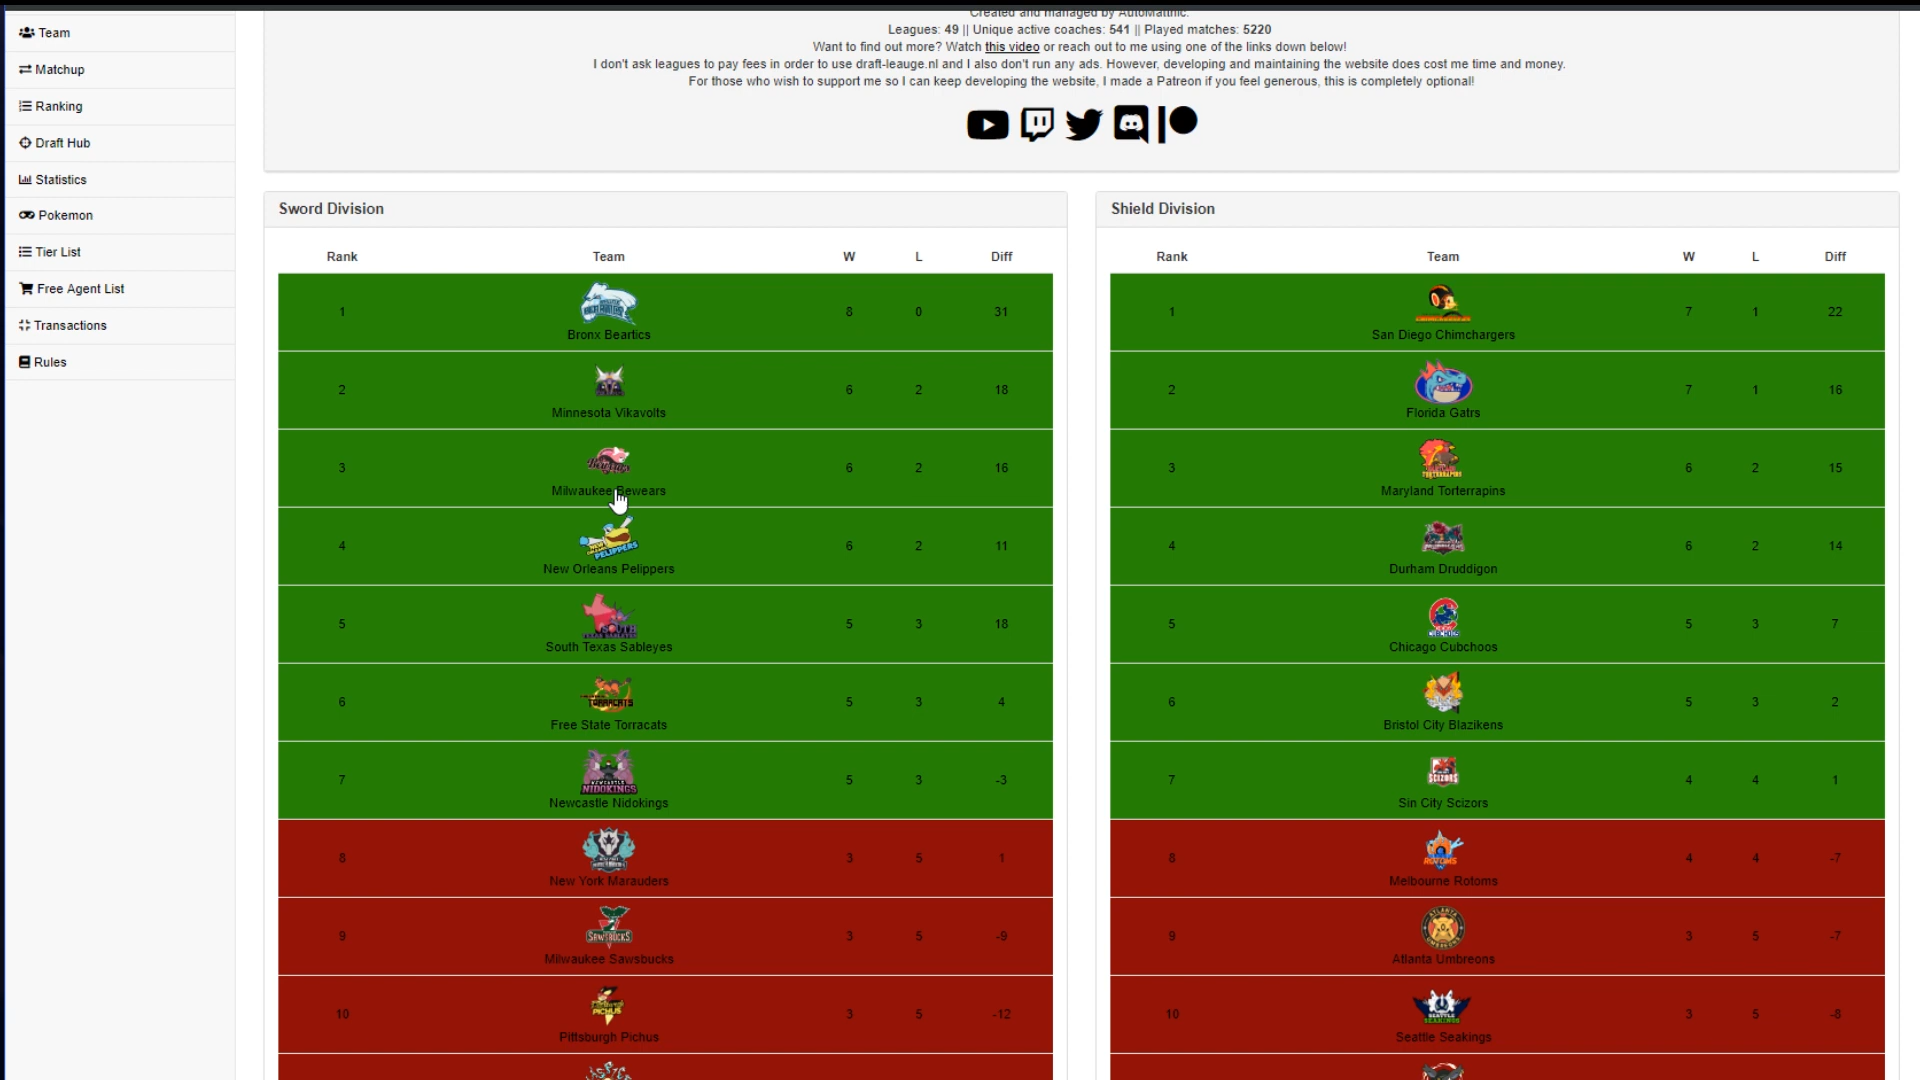 Created and managed by AutoMatthic.
Leagues: 49 || Unique active coaches: 541 || Played matches: 5220
Want to find out more? Watch this video or reach out to me using one of the links down below!
I don't ask leagues to pay fees in order to use draft-leauge.nl and I also don't run any ads. However, developing and maintaining the website does cost me time and money.
For those who wish to support me so I can keep developing the website, I made a Patreon if you feel generous, this is completely optional!
Team
Matchup
Ranking
Draft Hub
Statistics
Pokemon
Tier List
Free Agent List
Transactions
Rules
Sword Division
Rank Team W L Diff
1 Bronx Beartics 8 0 31
2 Minnesota Vikavolts 6 2 18
3 Milwaukee Bewears 6 2 16
4 New Orleans Pelippers 6 2 11
5 South Texas Sableyes 5 3 18
6 Free State Torracats 5 3 4
7 Newcastle Nidokings 5 3 -3
8 New York Marauders 3 5 1
9 Milwaukee Sawsbucks 3 5 -9
10 Pittsburgh Pichus 3 5 -12
Shield Division
Rank Team W L Diff
1 San Diego Chimchargers 7 1 22
2 Florida Gatrs 7 1 16
3 Maryland Torterrapins 6 2 15
4 Durham Druddigon 6 2 14
5 Chicago Cubchoos 5 3 7
6 Bristol City Blazikens 5 3 2
7 Sin City Scizors 4 4 1
8 Melbourne Rotoms 4 4 -7
9 Atlanta Umbreons 3 5 -7
10 Seattle Seakings 3 5 -8